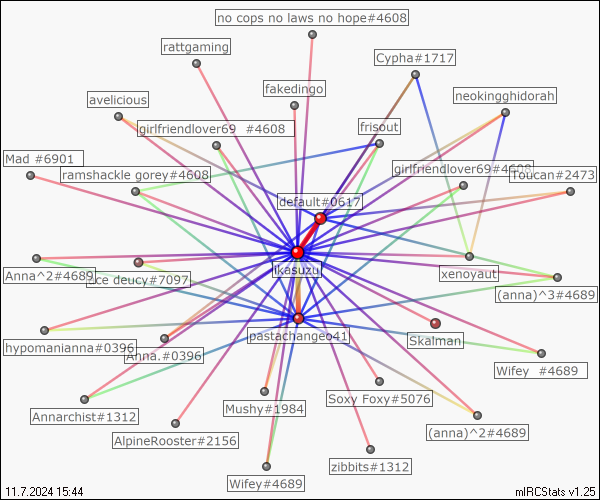 no cops no laws no hope#4608
rattgaming
Cypha#1717
fakedingo
neokingghidorah
avelicious
girlfriendlover69 #4608
frisout
Mad #6901
ramshackle gorey#4608
girlfriendlover69#4608
Toucan#2473
default#0617
ikasuzu
xenoyaut
Anna^2#4689
deucy#7097
(anna)^3#4689
pastachangeo41
Skalman
hypomanianna#0396
Anna.#0396
Wifey #4689
Annarchist#1312
Mushy#1984
Soxy Foxy#5076
AlpineRooster#2156
(anna)^2#4689
Wifey#4689
zibbits#1312
11.7.2024 15:44
mIRCStats v1.25